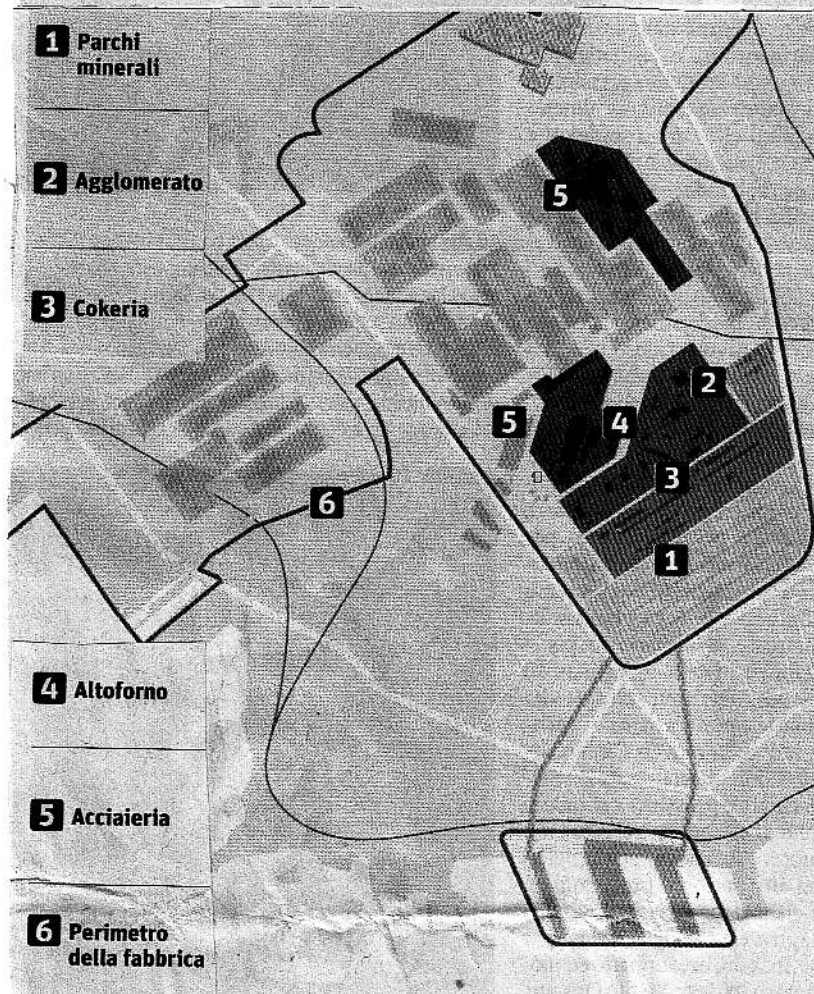 1 Parchi
minerali
2 Agglomerato
3 Cokeria
4 Altoforno
5 Acciaieria
6 Perimetro
della fabbrica
5
2
5
4
3
6
1